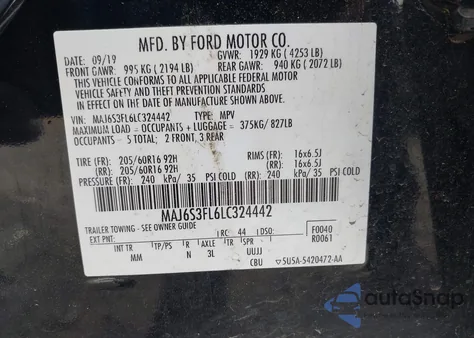 MFD. BY FORD MOTOR CO.
DATE: 09/19 GVWR: 1929 KG ( 4253 LB)
FRONT GAWR: 995 KG ( 2194 LB) REAR GAWR: 940 KG ( 2072 LB)
THIS VEHICLE CONFORMS TO ALL APPLICABLE FEDERAL MOTOR
VEHICLE SAFETY AND THEFT PREVENTION STANDARDS IN
EFFECT ON THE DATE OF MANUFACTURE SHOWN ABOVE.
VIN: MAJ6S3FL6LC324442 TYPE: MPV
MAXIMUM LOAD = OCCUPANTS + LUGGAGE = 375KG/ 827LB
OCCUPANTS - 5 TOTAL; 2 FRONT, 3 REAR
TIRE (FR): 205/60R16 92H RIMS (FR): 16x6.5J
(RR): 205/60R16 92H (RR): 16x6.5J
PRESSURE (FR) 240 kPa/ 35 PSI COLD (RR) 240 kPa/ 35 PSI COLD
MAJ6S3FL6LC324442
TRAILER TOWING - SEE OWNER'S GUIDE
EXT PNT: RC: 44 DSO: F0040
R0061
INT TR TP/PS R AXLE TR SPR
MM N 3L UUJJ
CBU 5U5A-5420472-AA
autoSnap